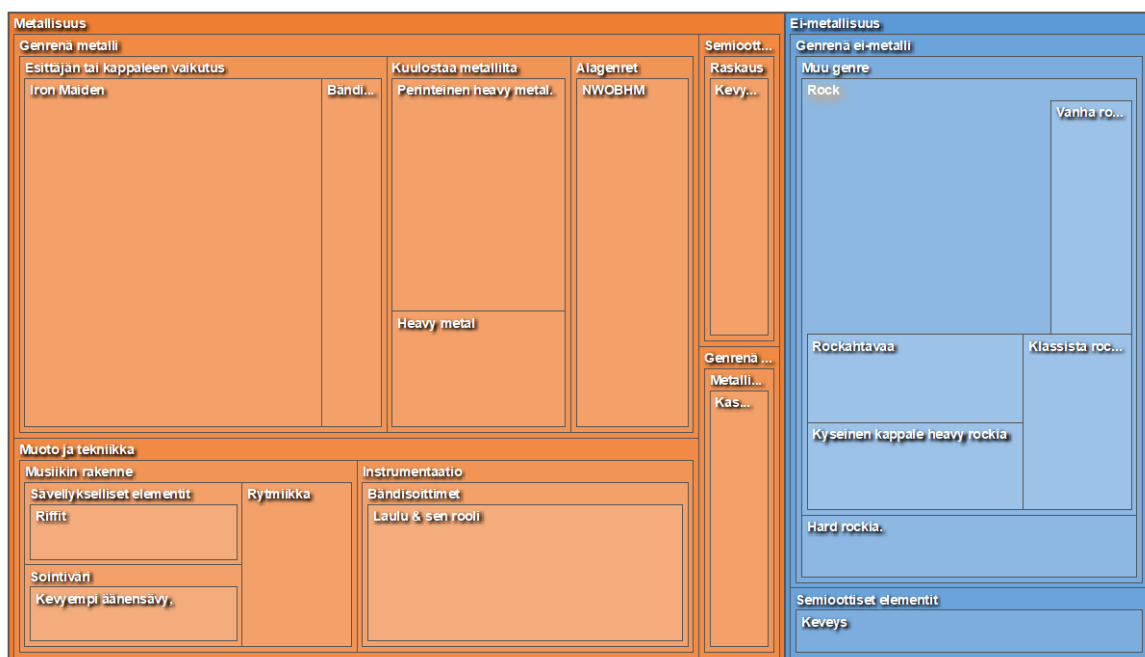 Metallisuus
Genrenä metalli
Esittäjän tai kappaleen vaikutus
Iron Maiden
Bändi...
Kuulostaa metallilta
Perinteinen heavy metal.
Heavy metal
Alagenret
NWOBHM
Semioott...
Raskaus
Kevy...
Genrenä ...
Metalli...
Kas...
Muoto ja tekniikka
Musiikin rakenne
Sävellykselliset elementit
Riffit
Sointiväri
Kevyempi äänensävy,
Rytmiikka
Instrumentaatio
Bändisoittimet
Laulu & sen rooli
Ei-metallisuus
Genrenä ei-metalli
Muu genre
Rock
Vanha ro...
Rockahtavaa
Klassista roc...
Kyseinen kappale heavy rockia
Hard rockia.
Semioottiset elementit
Keveys